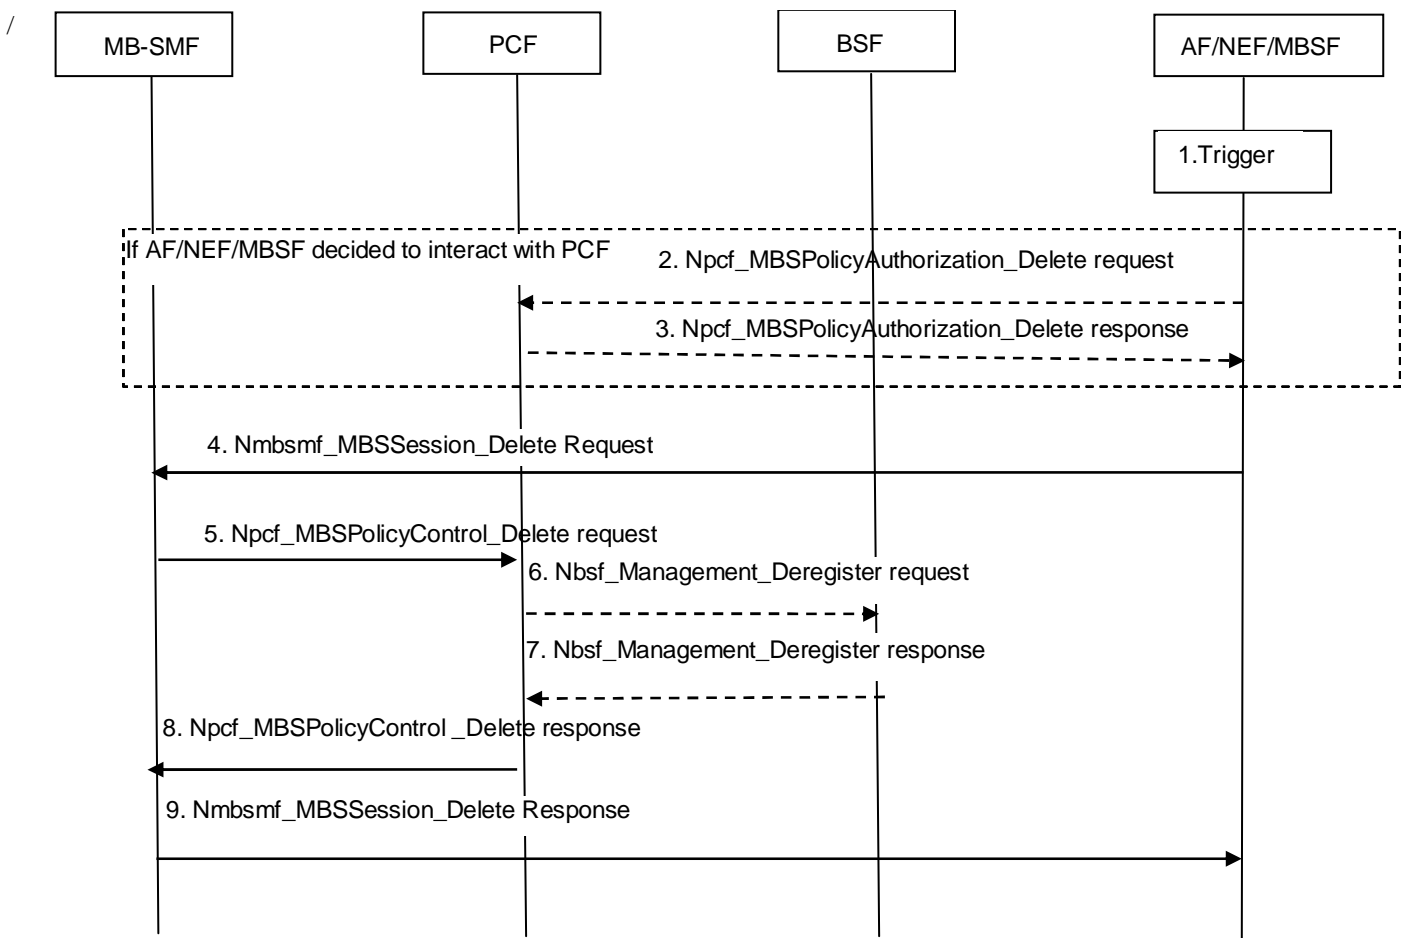 /
MB-SMF
PCF
BSF
AF/NEF/MBSF
1.Trigger
If AF/NEF/MBSF decided to interact with PCF
2. Npcf_MBSPolicyAuthorization_Delete request
3. Npcf_MBSPolicyAuthorization_Delete response
4. Nmbsmf_MBSSession_Delete Request
5. Npcf_MBSPolicyControl_Delete request
6. Nbsf_Management_Deregister request
7. Nbsf_Management_Deregister response
8. Npcf_MBSPolicyControl _Delete response
9. Nmbsmf_MBSSession_Delete Response